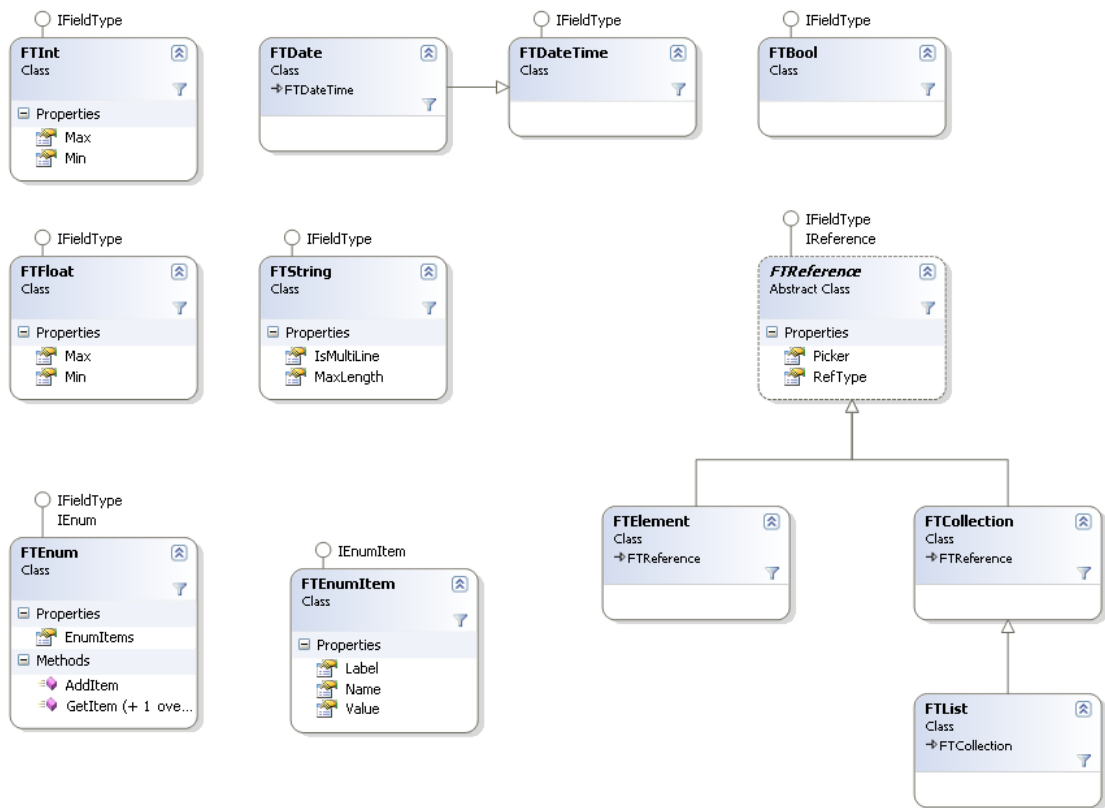 IFieldType
FTInt
Class
Properties
Max
Min
FTDate
Class
FTDateTime
IFieldType
FTDateTime
Class
IFieldType
FTBool
Class
IFieldType
FTFloat
Class
Properties
Max
Min
IFieldType
FTString
Class
Properties
IsMultiLine
MaxLength
IFieldType
IReference
FTReference
Abstract Class
Properties
Picker
RefType
IFieldType
IEnum
FTEnum
Class
Properties
EnumItems
Methods
AddItem
GetItem (+ 1 ove...
IEnumItem
FTEnumItem
Class
Properties
Label
Name
Value
FTElement
Class
FTReference
FTCollection
Class
FTReference
FTList
Class
FTCollection